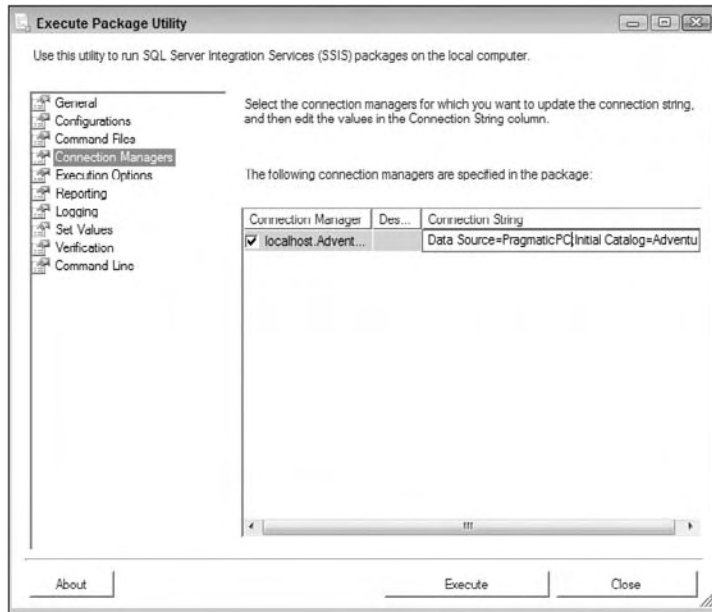 Execute Package Utility
Use this utility to run SQL Server Integration Services (SSIS) packages on the local computer.
General
Configurations
Command Files
Connection Managers
Execution Options
Reporting
Logging
Set Values
Verification
Command Line
Select the connection managers for which you want to update the connection string,
and then edit the values in the Connection String column.
The following connection managers are specified in the package:
Connection Manager Des... Connection String
localhost.Advent... Data Source=PragmaticPC;Initial Catalog=Adventu
About Execute Close